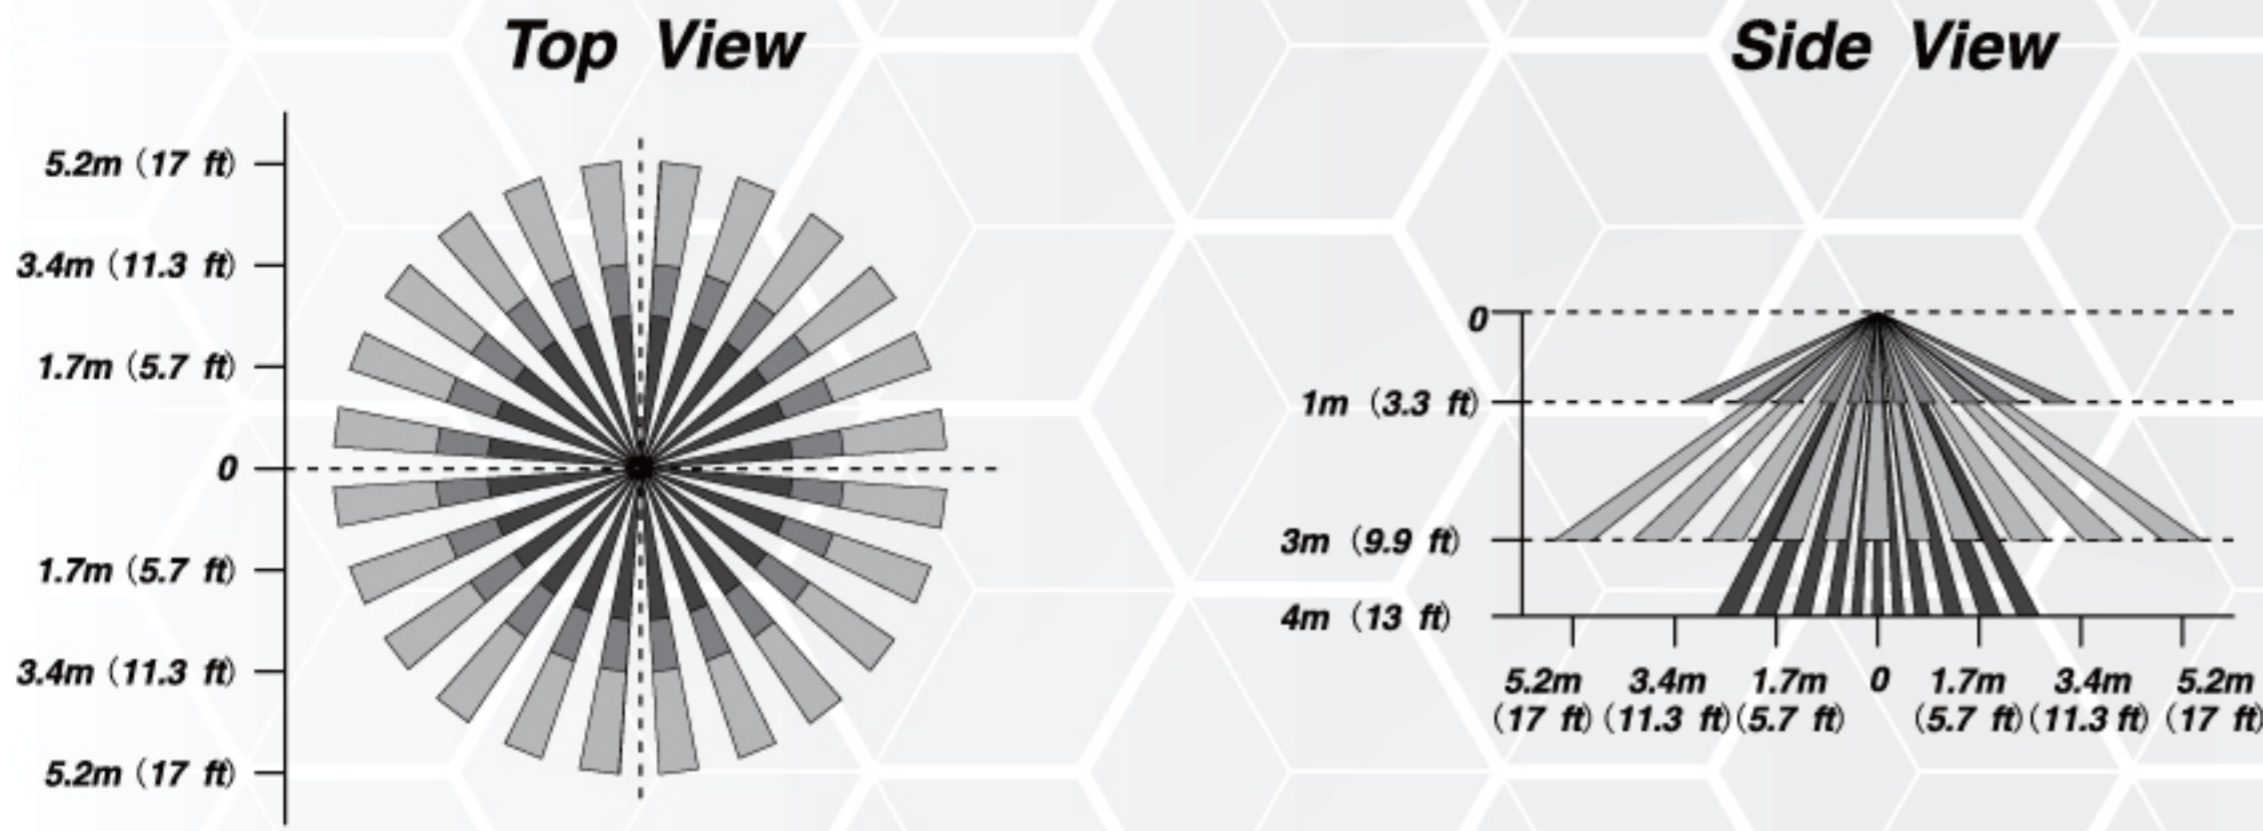 Top View
5.2m (17 ft)
3.4m (11.3 ft)
1.7m (5.7 ft)
0
1.7m (5.7 ft)
3.4m (11.3 ft)
5.2m (17 ft)
Side View
0
1m (3.3 ft)
3m (9.9 ft)
4m (13 ft)
5.2m 3.4m 1.7m 0 1.7m 3.4m 5.2m
(17 ft) (11.3 ft) (5.7 ft) (5.7 ft) (11.3 ft) (17 ft)